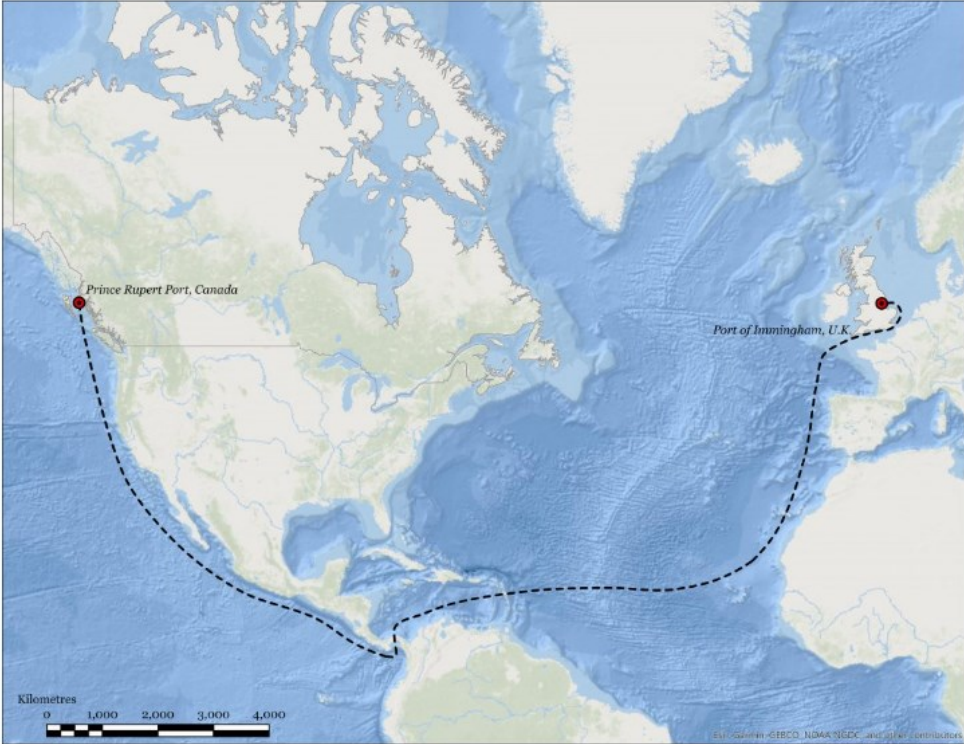 Prince Rupert Port, Canada
Port of Immingham, U.K.
Kilometres
0 1,000 2,000 3,000 4,000
Esri, Garmin, GEBCO, NOAA NGDC, and other contributors